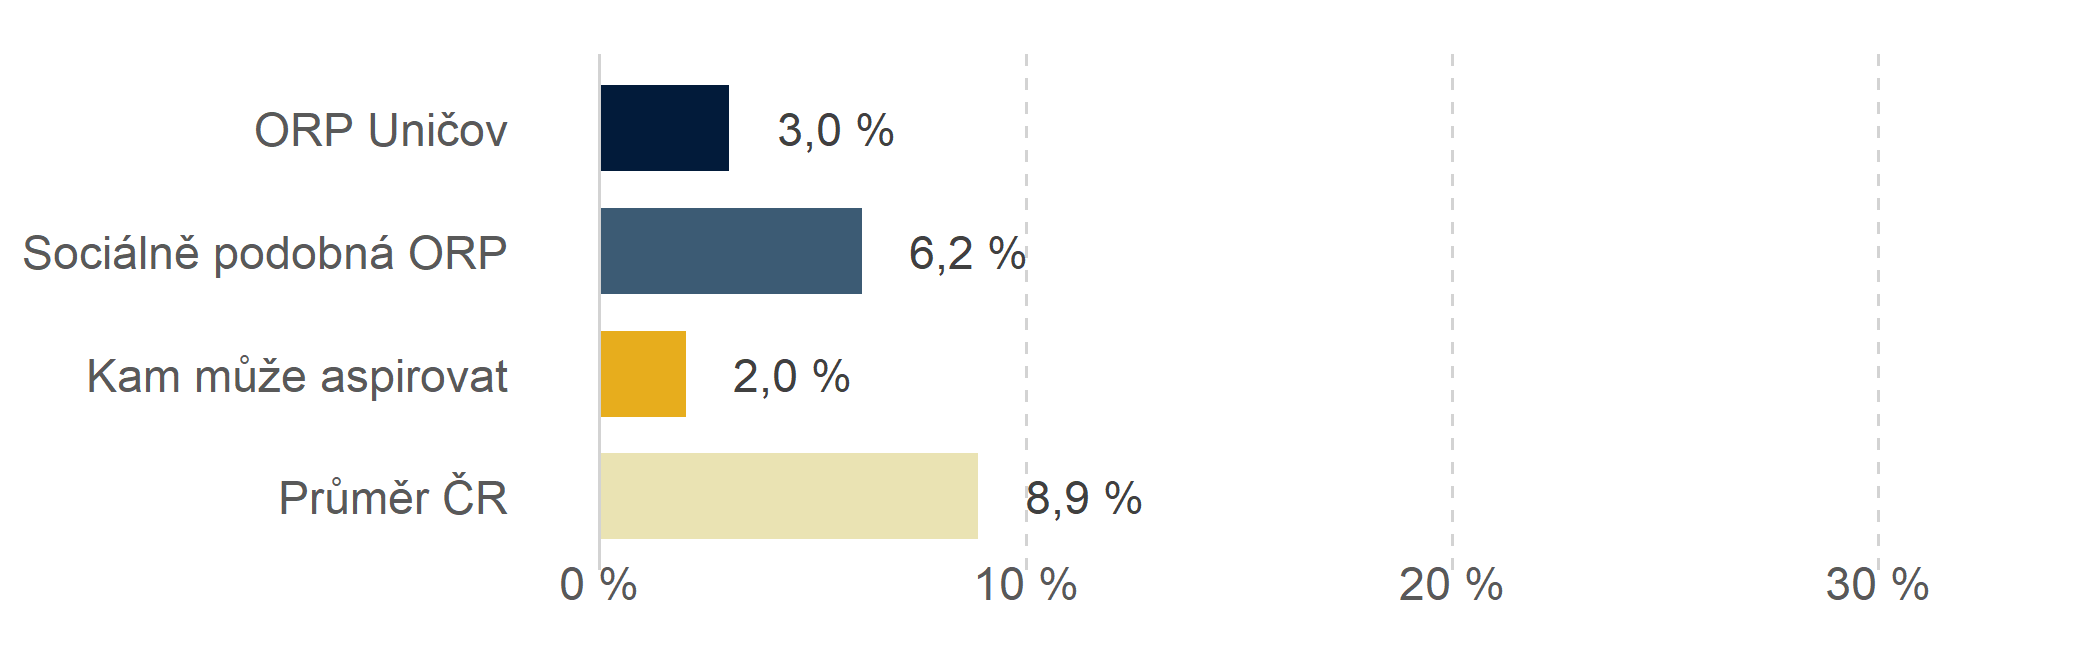 ORP Uničov 3,0 %
Sociálně podobná ORP 6,2 %
Kam může aspirovat 2,0 %
Průměr ČR 8,9 %
0 % 10 % 20 % 30 %